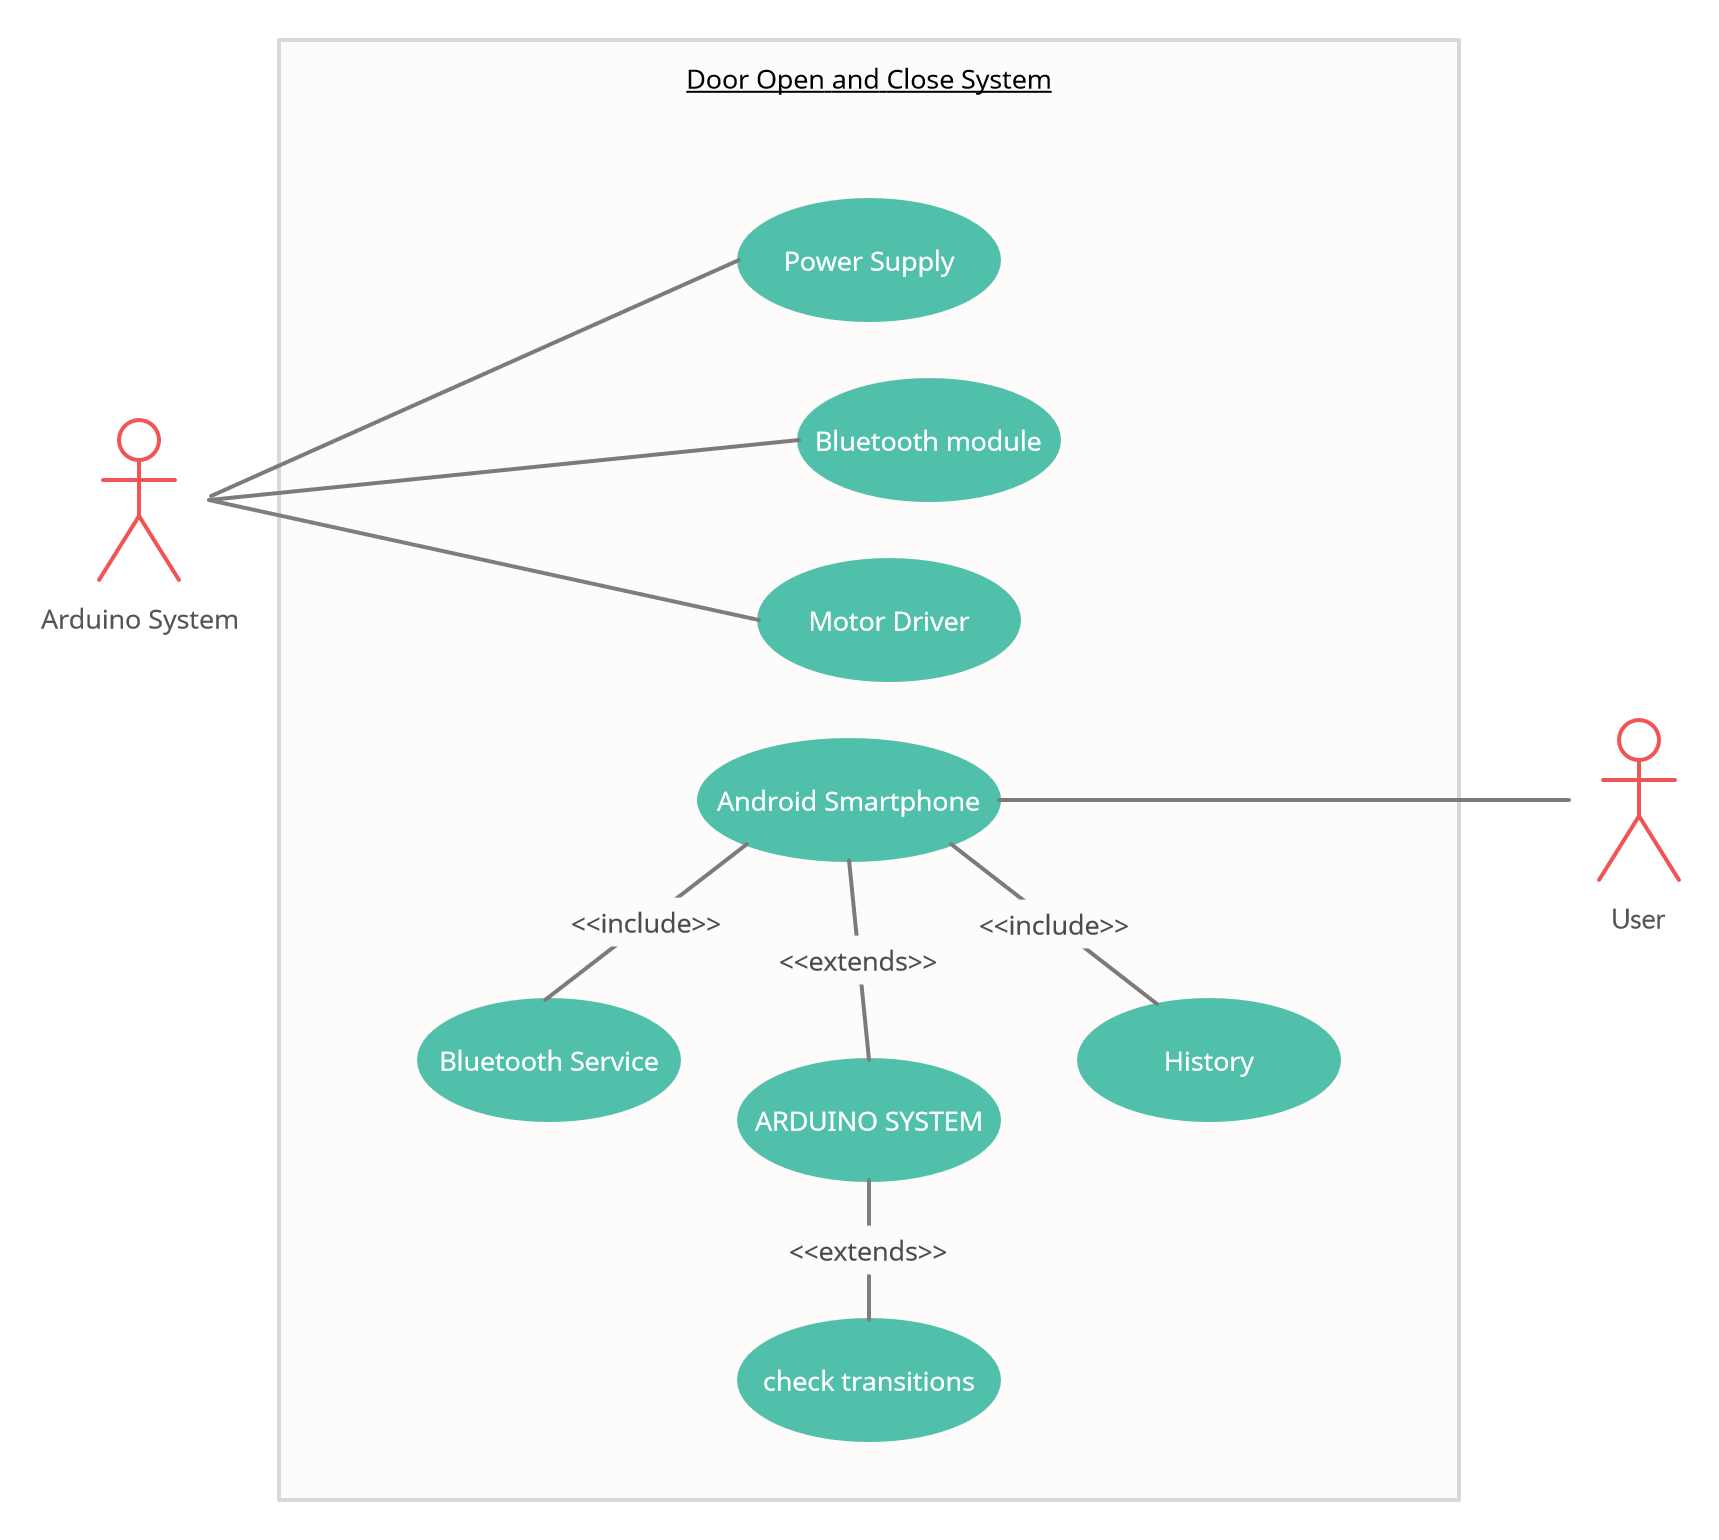 Door Open and Close System
Power Supply
Bluetooth module
Arduino System
Motor Driver
Android Smartphone
User
<<include>>
<<include>>
<<extends>>
Bluetooth Service
History
ARDUINO SYSTEM
<<extends>>
check transitions